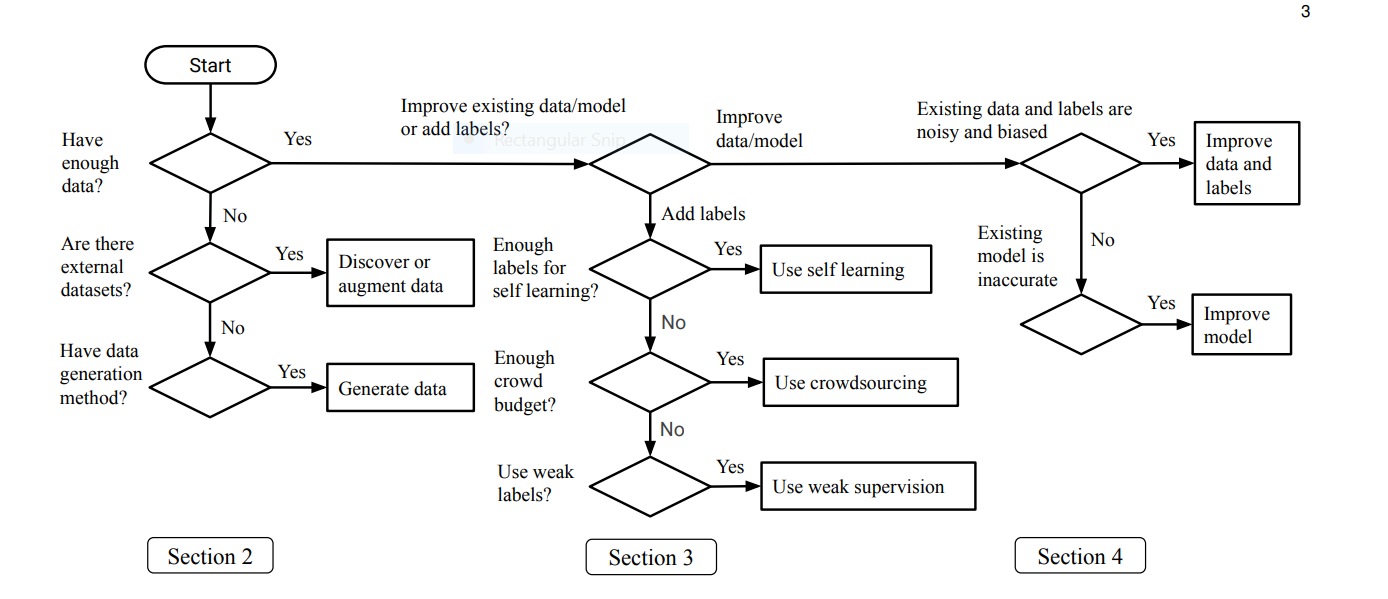 3
Start
Have
enough
data?
Yes
Improve existing data/model
or add labels?
Rectangular Snip
Improve
data/model
Existing data and labels are
noisy and biased
Yes
Improve
data and
labels
No
Are there
external
datasets?
Yes
Discover or
augment data
Add labels
Enough
labels for
self learning?
Yes
Use self learning
Existing
model is
inaccurate
No
Yes
Improve
model
No
Have data
generation
method?
Yes
Generate data
No
Enough
crowd
budget?
Yes
Use crowdsourcing
No
Use weak
labels?
Yes
Use weak supervision
Section 2
Section 3
Section 4